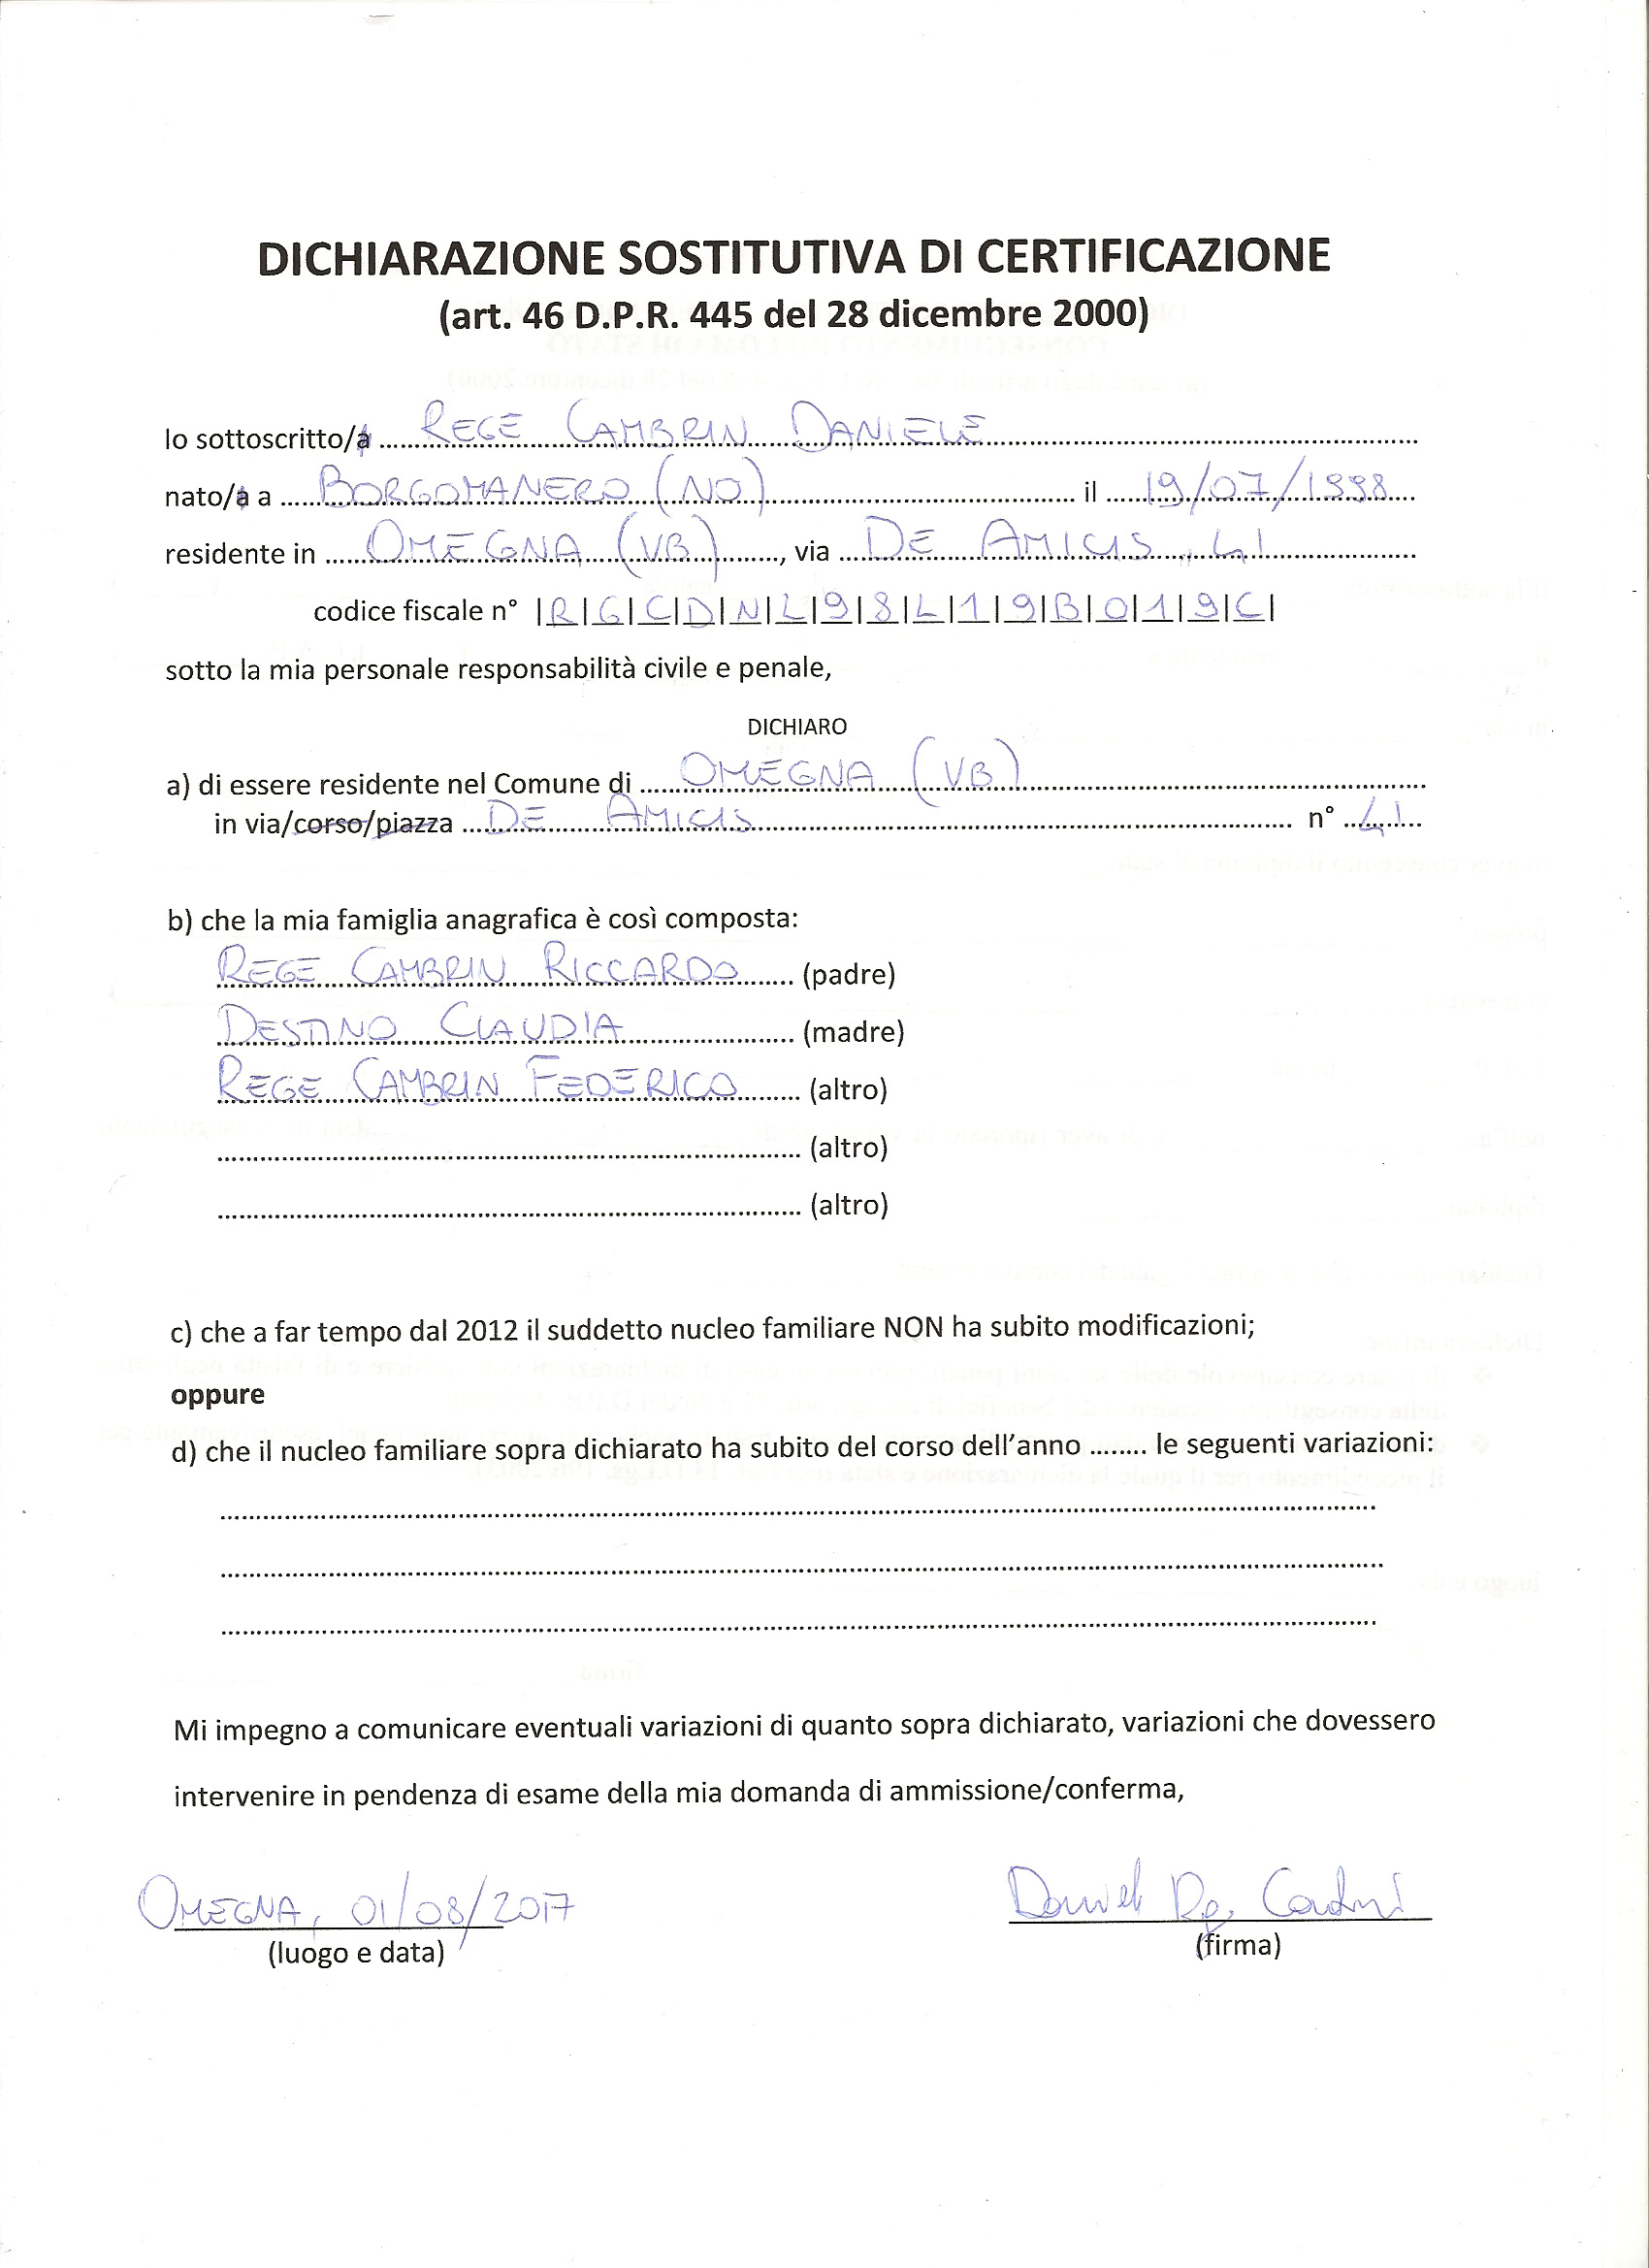 DICHIARAZIONE SOSTITUTIVA DI CERTIFICAZIONE
(art. 46 D.P.R. 445 del 28 dicembre 2000)
Io sottoscritto/a REGE CAMBRIN DANIELE
nato/a a BORGOMANERO (NO) il 19/07/1998
residente in OMEGNA (VB), via DE AMICIS, 41
codice fiscale n° |R|G|C|D|N|L|9|8|L|1|9|B|0|1|9|C|
sotto la mia personale responsabilità civile e penale,
DICHIARO
a) di essere residente nel Comune di OMEGNA (VB)
in via/corso/piazza DE AMICIS n° 41
b) che la mia famiglia anagrafica è così composta:
REGE CAMBRIN RICCARDO (padre)
DESTINO CLAUDIA (madre)
REGE CAMBRIN FEDERICO (altro)
(altro)
(altro)
c) che a far tempo dal 2012 il suddetto nucleo familiare NON ha subito modificazioni;
oppure
d) che il nucleo familiare sopra dichiarato ha subito del corso dell'anno ........ le seguenti variazioni:
Mi impegno a comunicare eventuali variazioni di quanto sopra dichiarato, variazioni che dovessero
intervenire in pendenza di esame della mia domanda di ammissione/conferma,
OMEGNA, 01/08/2017
(luogo e data)
(firma)